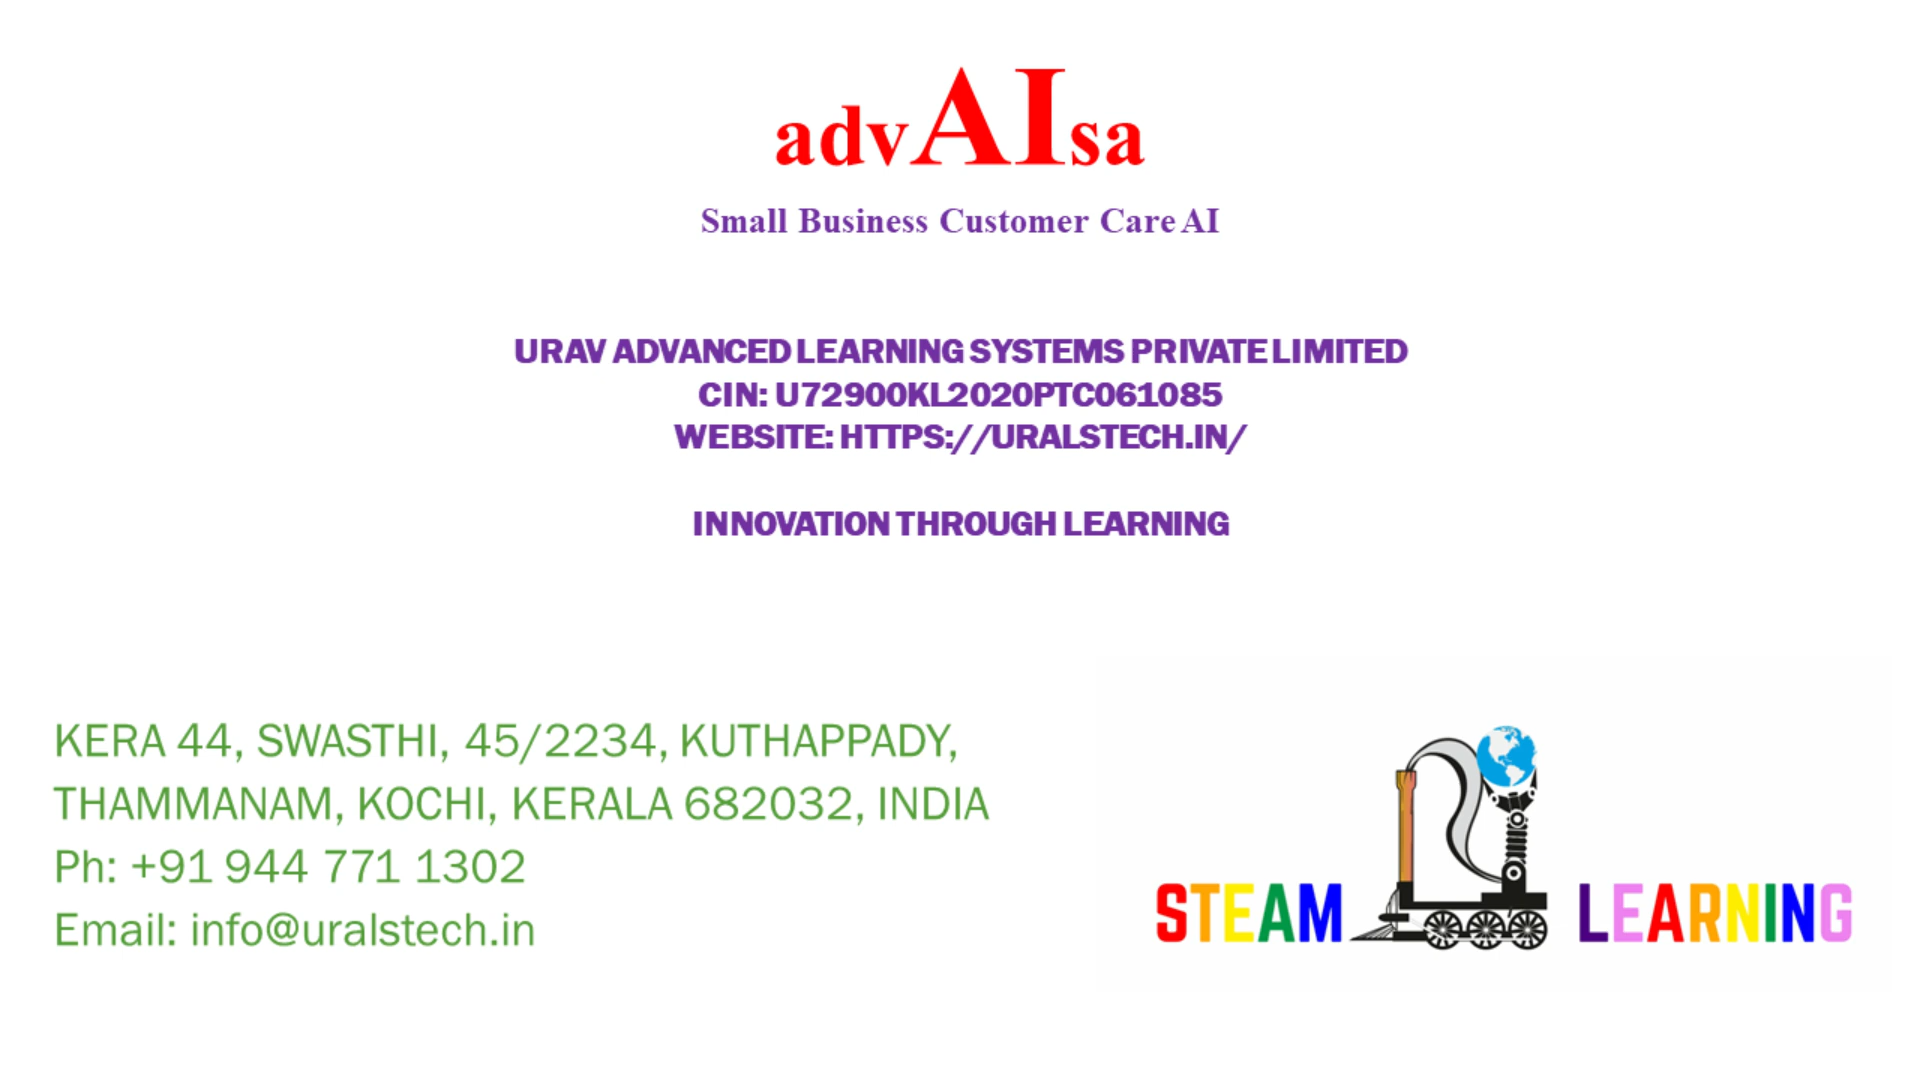 advAIsa
Small Business Customer Care AI
URAV ADVANCED LEARNING SYSTEMS PRIVATE LIMITED
CIN: U72900KL2020PTC061085
WEBSITE: HTTPS://URALSTECH.IN/
INNOVATION THROUGH LEARNING
KERA 44, SWASTHI, 45/2234, KUTHAPPADY,
THAMMANAM, KOCHI, KERALA 682032, INDIA
Ph: +91 944 771 1302
Email: info@uralstech.in
STEAM LEARNING